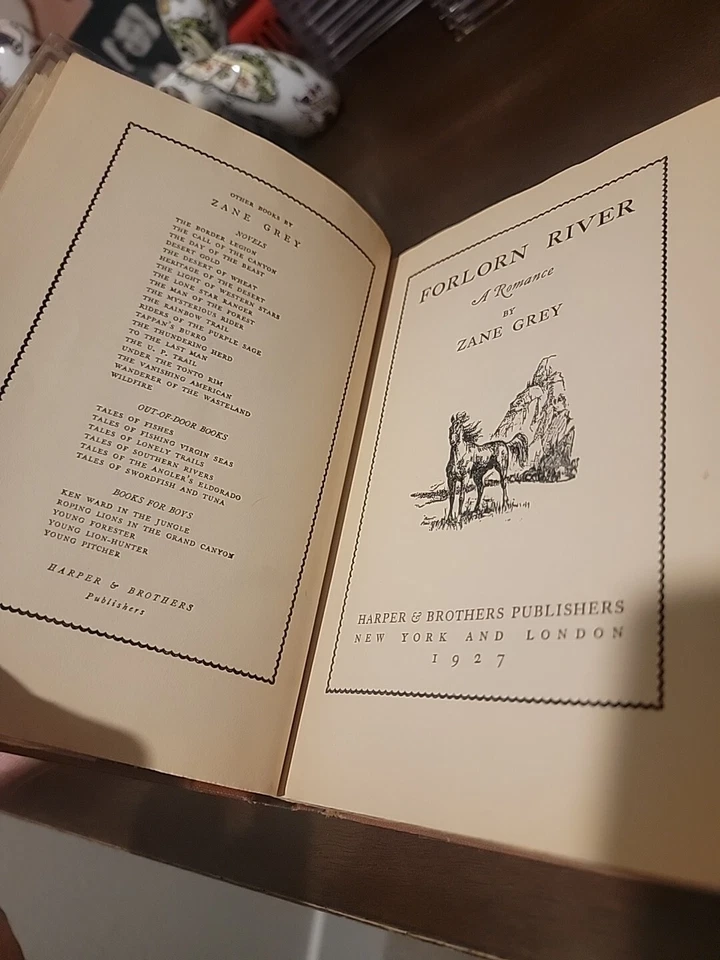 OTHER BOOKS BY
ZANE GREY
NOVELS
THE BORDER LEGION
THE CALL OF THE CANYON
THE DAY OF THE BEAST
DESERT GOLD
THE DESERT OF WHEAT
HERITAGE OF THE DESERT
THE LIGHT OF WESTERN STARS
THE LONE STAR RANGER
THE MAN OF THE FOREST
THE MYSTERIOUS RIDER
THE RAINBOW TRAIL
RIDERS OF THE PURPLE SAGE
TAPPAN'S BURRO
THE THUNDERING HERD
TO THE LAST MAN
THE U. P. TRAIL
UNDER THE TONTO RIM
THE VANISHING AMERICAN
WANDERER OF THE WASTELAND
WILDFIRE
OUT-OF-DOOR BOOKS
TALES OF FISHES
TALES OF FISHING VIRGIN SEAS
TALES OF LONELY TRAILS
TALES OF SOUTHERN RIVERS
TALES OF THE ANGLER'S ELDORADO
TALES OF SWORDFISH AND TUNA
BOOKS FOR BOYS
KEN WARD IN THE JUNGLE
ROPING LIONS IN THE GRAND CANYON
YOUNG FORESTER
YOUNG LION-HUNTER
YOUNG PITCHER
HARPER & BROTHERS
Publishers
FORLORN RIVER
A Romance
BY
ZANE GREY
HARPER & BROTHERS PUBLISHERS
NEW YORK AND LONDON
1927